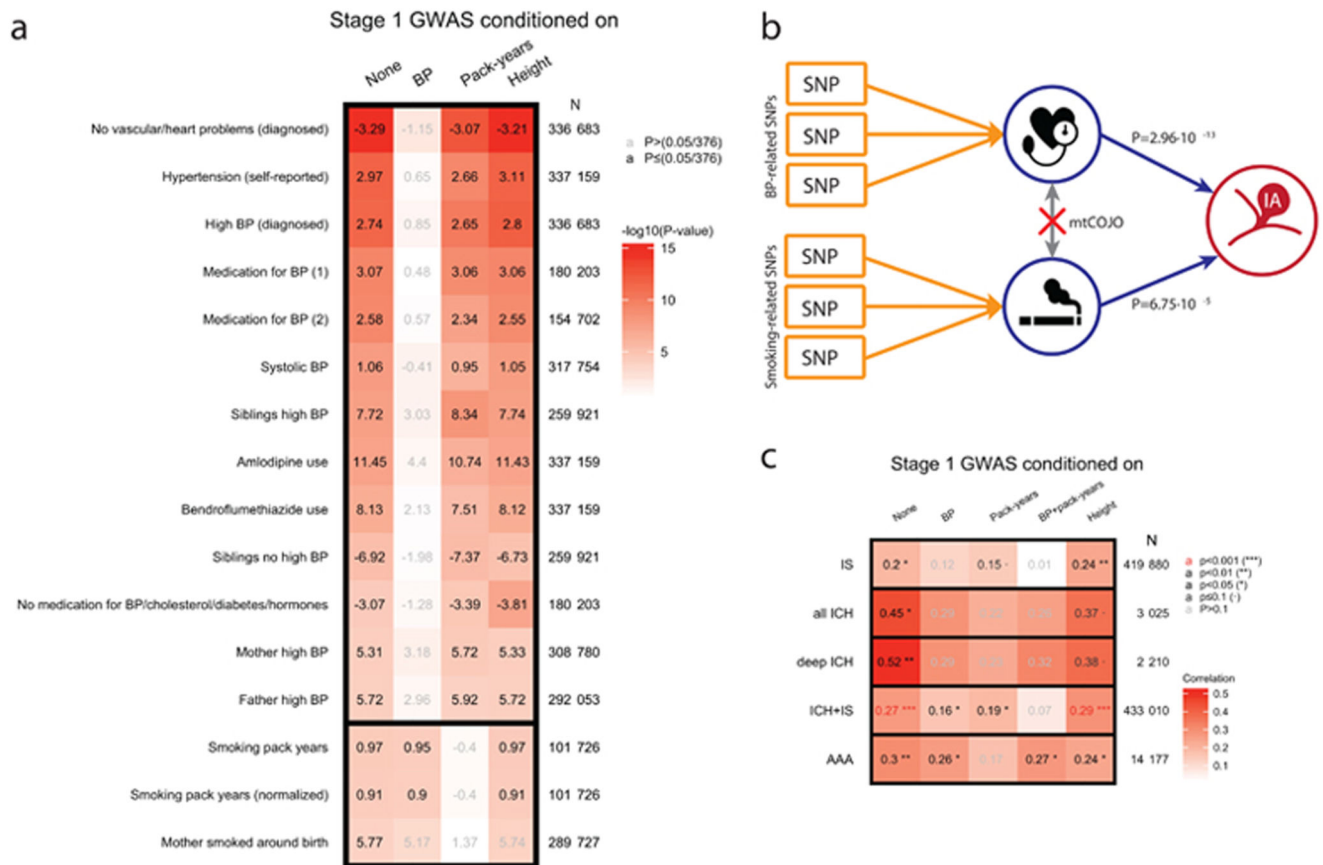 a
Stage 1 GWAS conditioned on
None BP Pack-years Height
N
No vascular/heart problems (diagnosed) -3.29 -1.15 -3.07 -3.21 336 683
Hypertension (self-reported) 2.97 0.65 2.66 3.11 337 159
High BP (diagnosed) 2.74 0.85 2.65 2.8 336 683
Medication for BP (1) 3.07 0.48 3.06 3.06 180 203
Medication for BP (2) 2.58 0.57 2.34 2.55 154 702
Systolic BP 1.06 -0.41 0.95 1.05 317 754
Siblings high BP 7.72 3.03 8.34 7.74 259 921
Amlodipine use 11.45 4.4 10.74 11.43 337 159
Bendroflumethiazide use 8.13 2.13 7.51 8.12 337 159
Siblings no high BP -6.92 -1.98 -7.37 -6.73 259 921
No medication for BP/cholesterol/diabetes/hormones -3.07 -1.28 -3.39 -3.81 180 203
Mother high BP 5.31 3.18 5.72 5.33 308 780
Father high BP 5.72 2.96 5.92 5.72 292 053
Smoking pack years 0.97 0.95 -0.4 0.97 101 726
Smoking pack years (normalized) 0.91 0.9 -0.4 0.91 101 726
Mother smoked around birth 5.77 5.17 1.37 5.74 289 727
a P>(0.05/376)
a P≤(0.05/376)
-log10(P-value)
15
10
5
b
BP-related SNPs
SNP
SNP
SNP
Smoking-related SNPs
SNP
SNP
SNP
mtCOJO
P=2.96·10 -13
P=6.75·10 -5
IA
c
Stage 1 GWAS conditioned on
None BP Pack-years BP+pack-years Height
N
IS 0.2 * 0.12 0.15 · 0.01 0.24 ** 419 880
all ICH 0.45 * 0.37 · 3 025
deep ICH 0.52 ** 0.29 0.32 0.38 · 2 210
ICH+IS 0.27 *** 0.16 * 0.19 * 0.07 0.29 *** 433 010
AAA 0.3 ** 0.26 * 0.17 0.27 * 0.24 * 14 177
a p<0.001 (***)
a p<0.01 (**)
a p<0.05 (*)
a p≤0.1 (·)
a P>0.1
Correlation
0.5
0.4
0.3
0.2
0.1